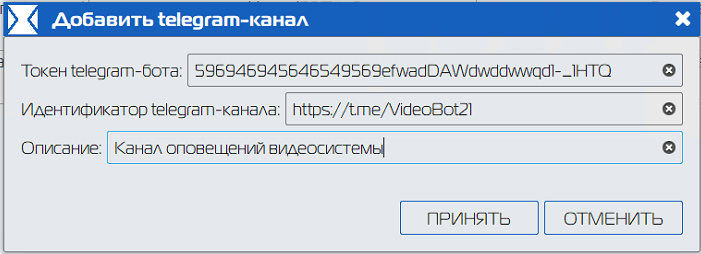 Добавить telegram-канал
Токен telegram-бота: 596946945646549569efwadDAWdwddwwqd1-_1HTQ
Идентификатор telegram-канала: https://t.me/VideoBot21
Описание: Канал оповещений видеосистемы
ПРИНЯТЬ ОТМЕНИТЬ